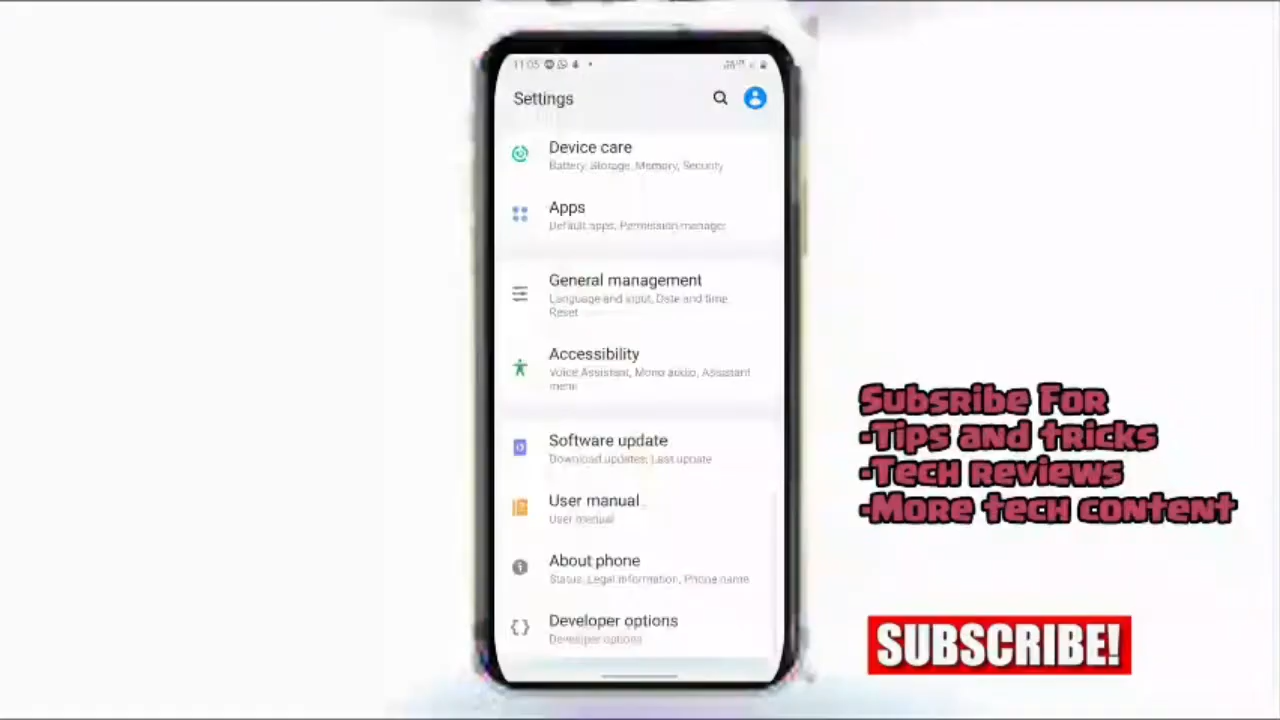 11:05
Settings
Device care
Battery, Storage, Memory, Security
Apps
Default apps, Permission manager
General management
Language and input, Date and time,
Reset
Accessibility
Voice Assistant, Mono audio, Assistant
menu
Software update
Download updates, Last update
User manual
User manual
About phone
Status, Legal information, Phone name
Developer options
Developer options
Subsribe For
-Tips and tricks
-Tech reviews
-More tech content
SUBSCRIBE!